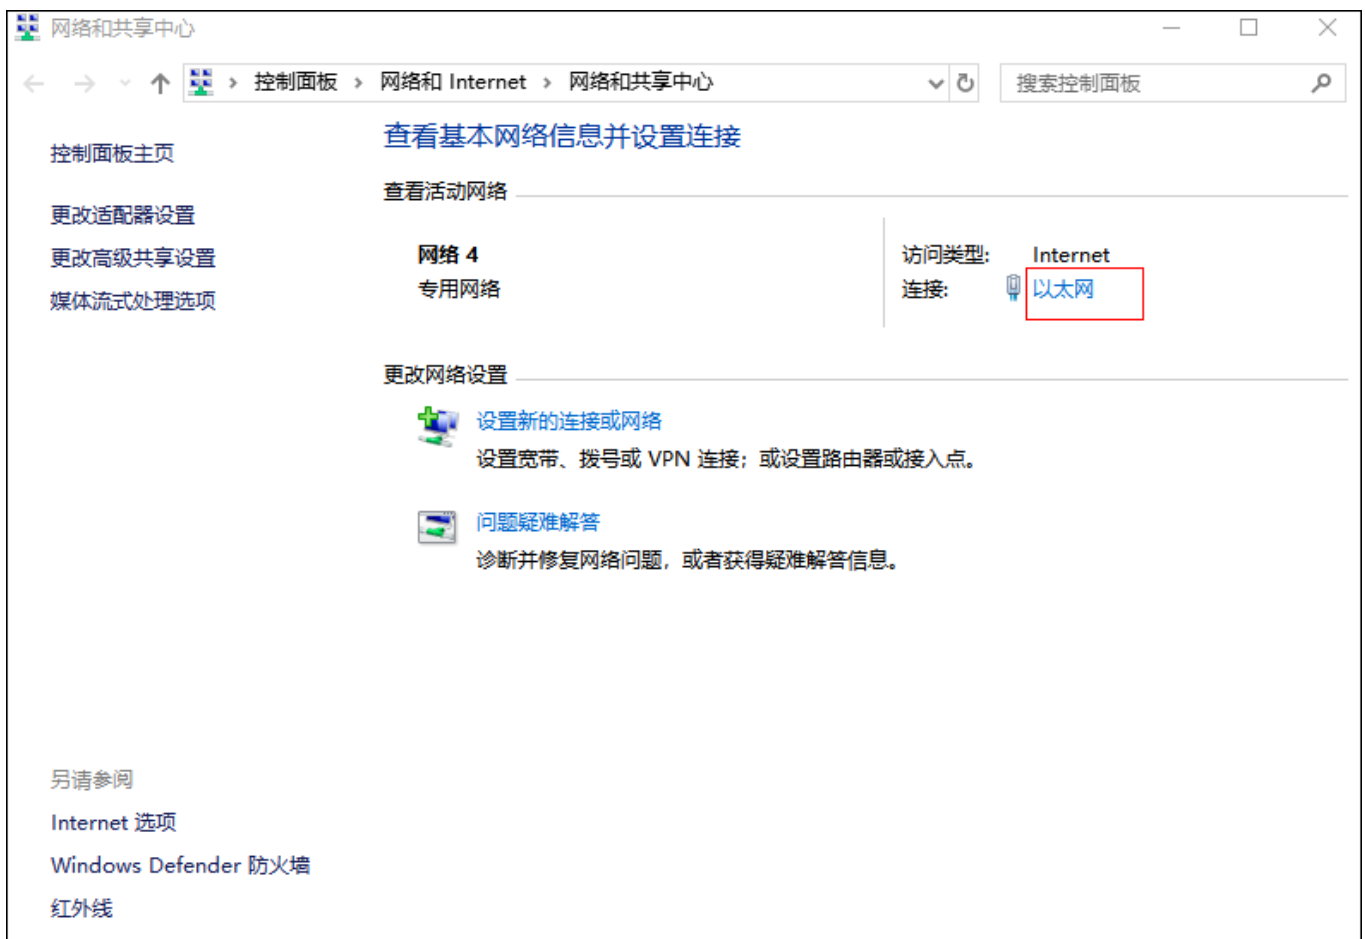 网络和共享中心
控制面板 > 网络和 Internet > 网络和共享中心
搜索控制面板
控制面板主页
更改适配器设置
更改高级共享设置
媒体流式处理选项
查看基本网络信息并设置连接
查看活动网络
网络 4
专用网络
访问类型: Internet
连接: 以太网
更改网络设置
设置新的连接或网络
设置宽带、拨号或 VPN 连接；或设置路由器或接入点。
问题疑难解答
诊断并修复网络问题，或者获得疑难解答信息。
另请参阅
Internet 选项
Windows Defender 防火墙
红外线